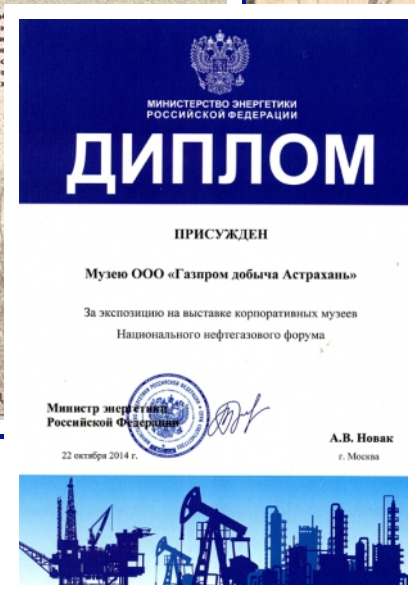 МИНИСТЕРСТВО ЭНЕРГЕТИКИ
РОССИЙСКОЙ ФЕДЕРАЦИИ
ДИПЛОМ
ПРИСУЖДЕН
Музею ООО «Газпром добыча Астрахань»
За экспозицию на выставке корпоративных музеев
Национального нефтегазового форума
Министр энергетики
Российской Федерации
А.В. Новак
22 октября 2014 г.
г. Москва